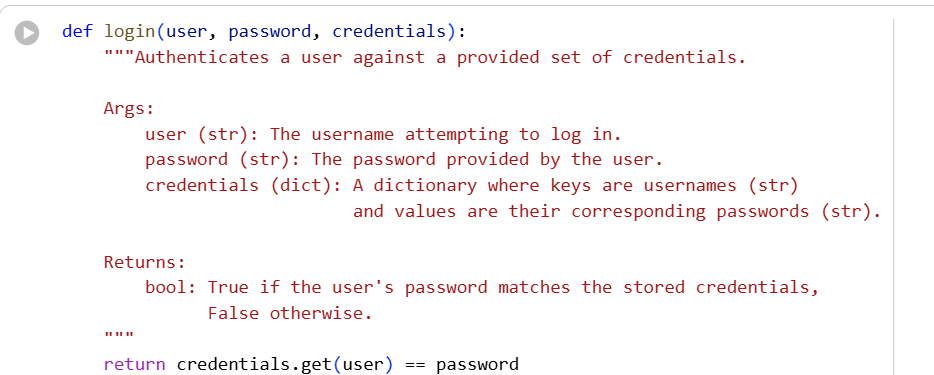 def login(user, password, credentials):
    """Authenticates a user against a provided set of credentials.

    Args:
        user (str): The username attempting to log in.
        password (str): The password provided by the user.
        credentials (dict): A dictionary where keys are usernames (str)
                            and values are their corresponding passwords (str).

    Returns:
        bool: True if the user's password matches the stored credentials,
              False otherwise.
    """
    return credentials.get(user) == password